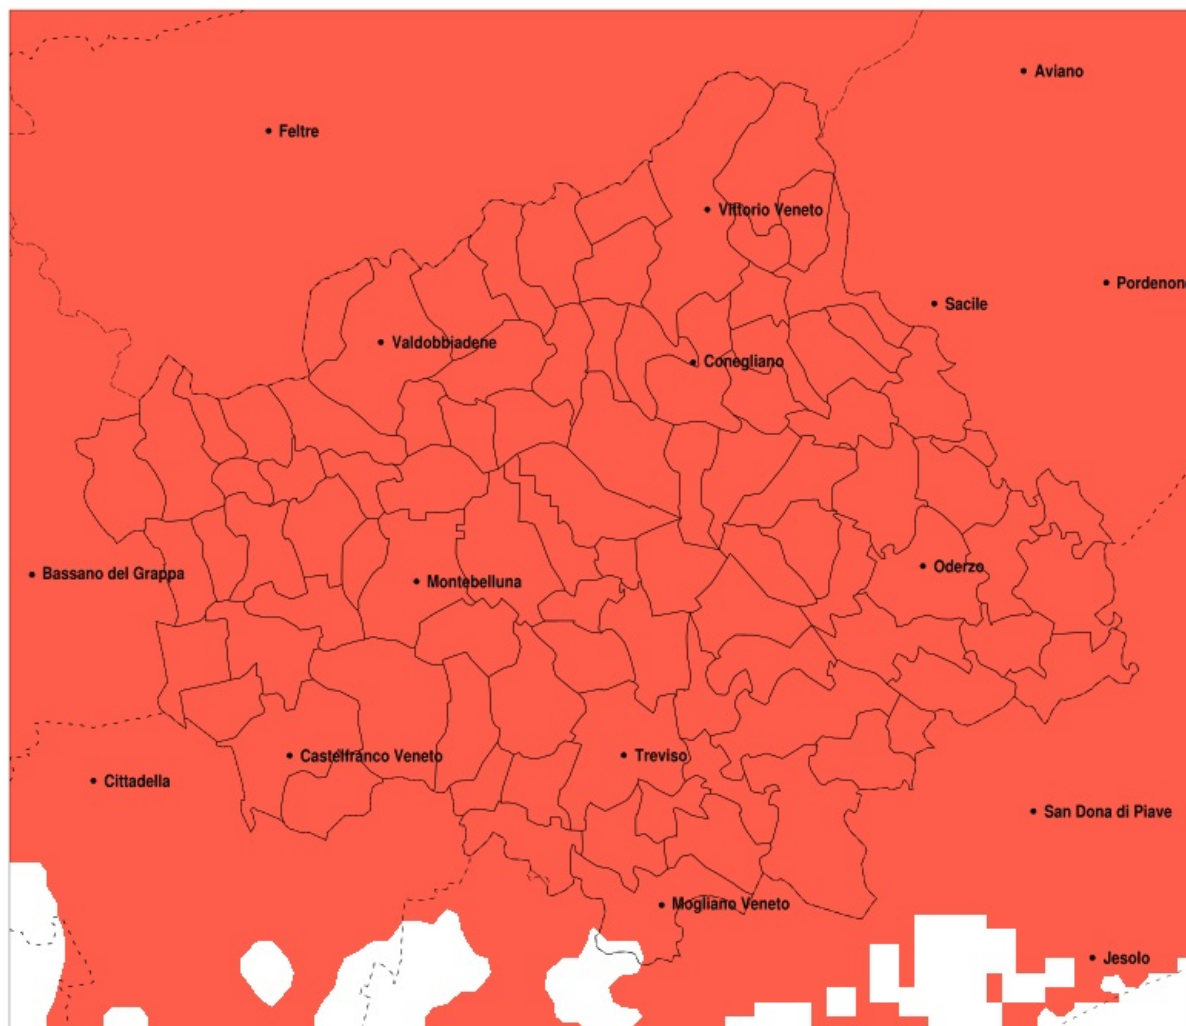 Aviano
Feltre
Vittorio Veneto
Pordenon
Sacile
Valdobbiadene
Conegliano
Oderzo
Bassano del Grappa
Montebelluna
Treviso
Castelfranco Veneto
Cittadella
San Dona di Piave
Mogliano Veneto
Jesolo